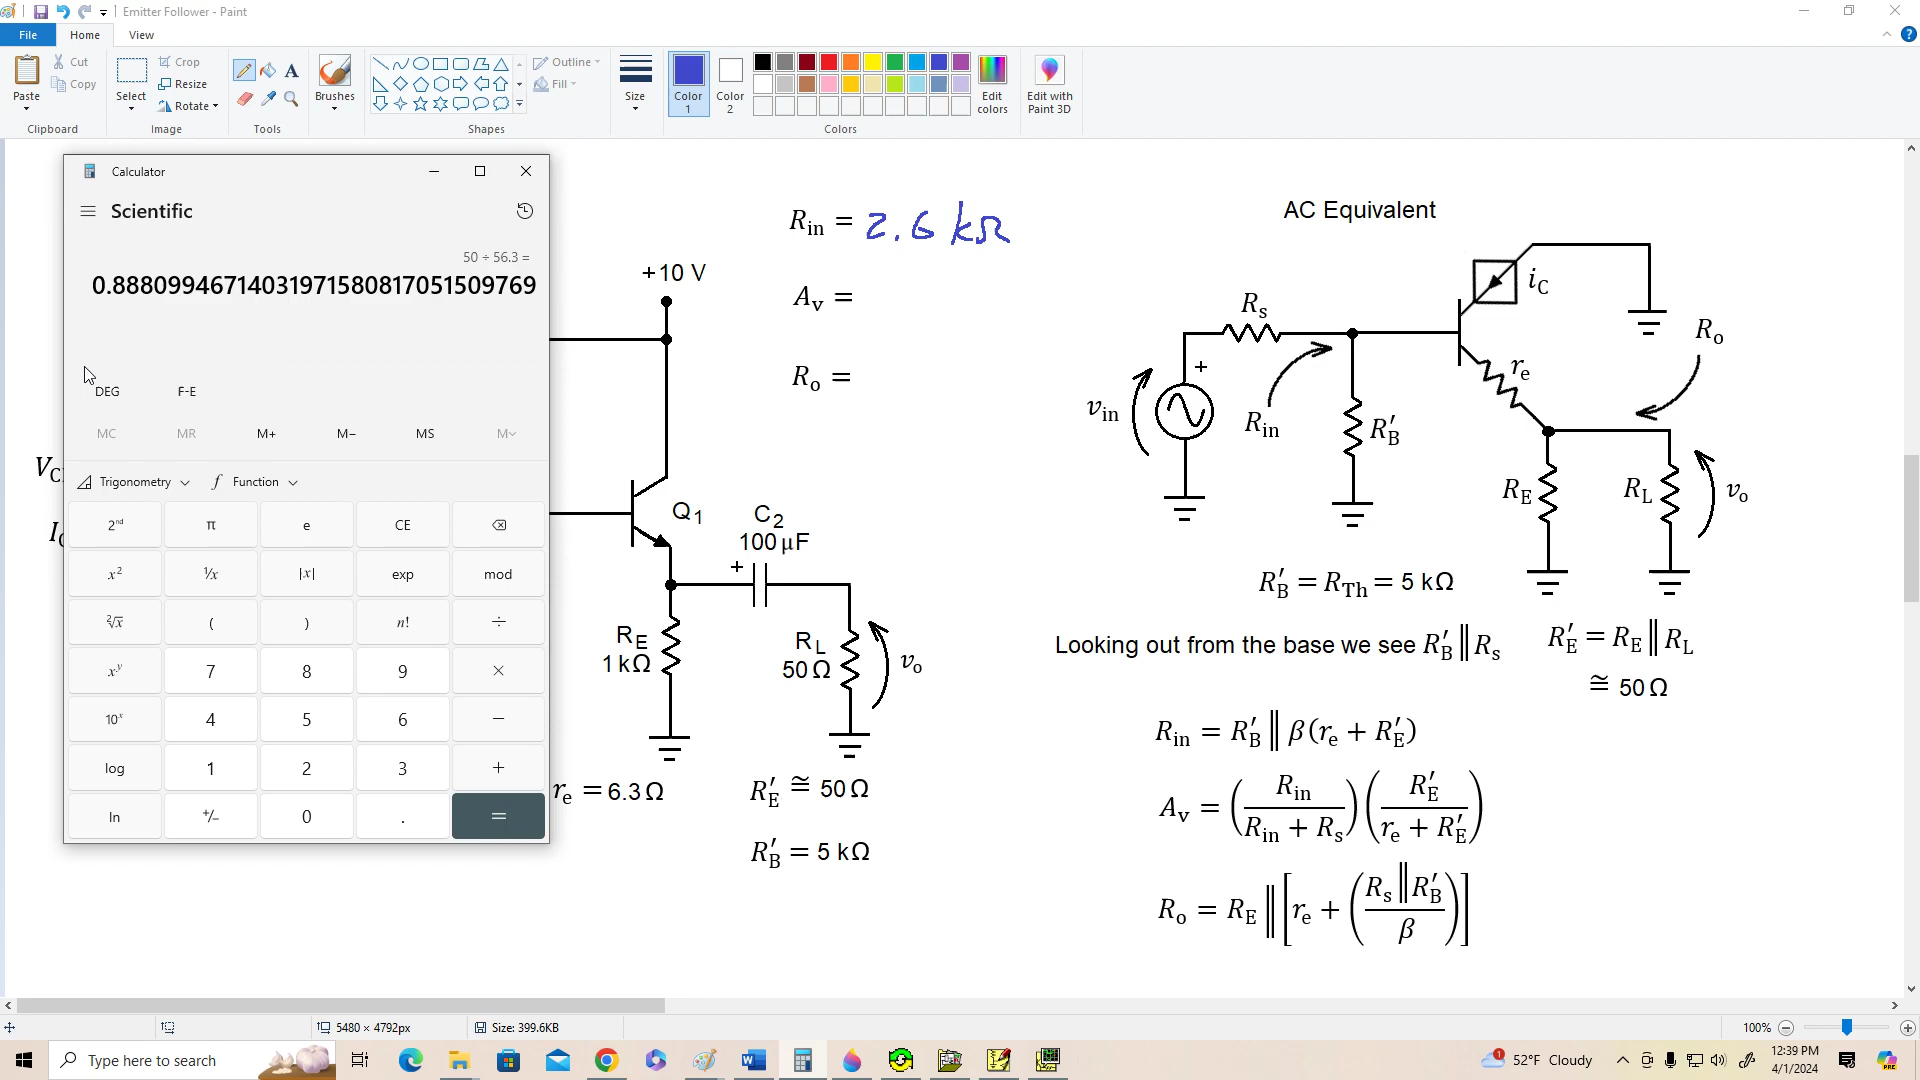 Emitter Follower - Paint
File Home View
Paste Cut Copy Clipboard
Select Crop Resize Rotate Image
Tools
Brushes
Shapes
Outline Fill
Size
Color 1
Color 2
Colors
Edit colors
Edit with Paint 3D
Calculator
Scientific
50 ÷ 56.3 =
0.88809946714031971580817051509769
DEG F-E
MC MR M+ M− MS M
Trigonometry f Function
2nd π e CE
x² ⅟x |x| exp mod
²√x ( ) n! ÷
xʸ 7 8 9 ×
10ˣ 4 5 6 −
log 1 2 3 +
ln +/− 0 . =
Rin = 2.6 kΩ
Av =
Ro =
+10 V
VC
IC
Q1
C2
100 µF
+
RE
1 kΩ
RL
50 Ω
vo
re = 6.3 Ω
R′E ≅ 50 Ω
R′B = 5 kΩ
AC Equivalent
iC
Rs
Ro
re
+
vin
Rin
R′B
RE
RL
vo
R′B = RTh = 5 kΩ
Looking out from the base we see R′B ‖ Rs
R′E = RE ‖ RL
≅ 50 Ω
Rin = R′B ‖ β(re + R′E)
Av = (Rin / (Rin + Rs)) (R′E / (re + R′E))
Ro = RE ‖ [re + ((Rs ‖ R′B) / β)]
5480 × 4792px
Size: 399.6KB
100%
Type here to search
52°F Cloudy
12:39 PM
4/1/2024